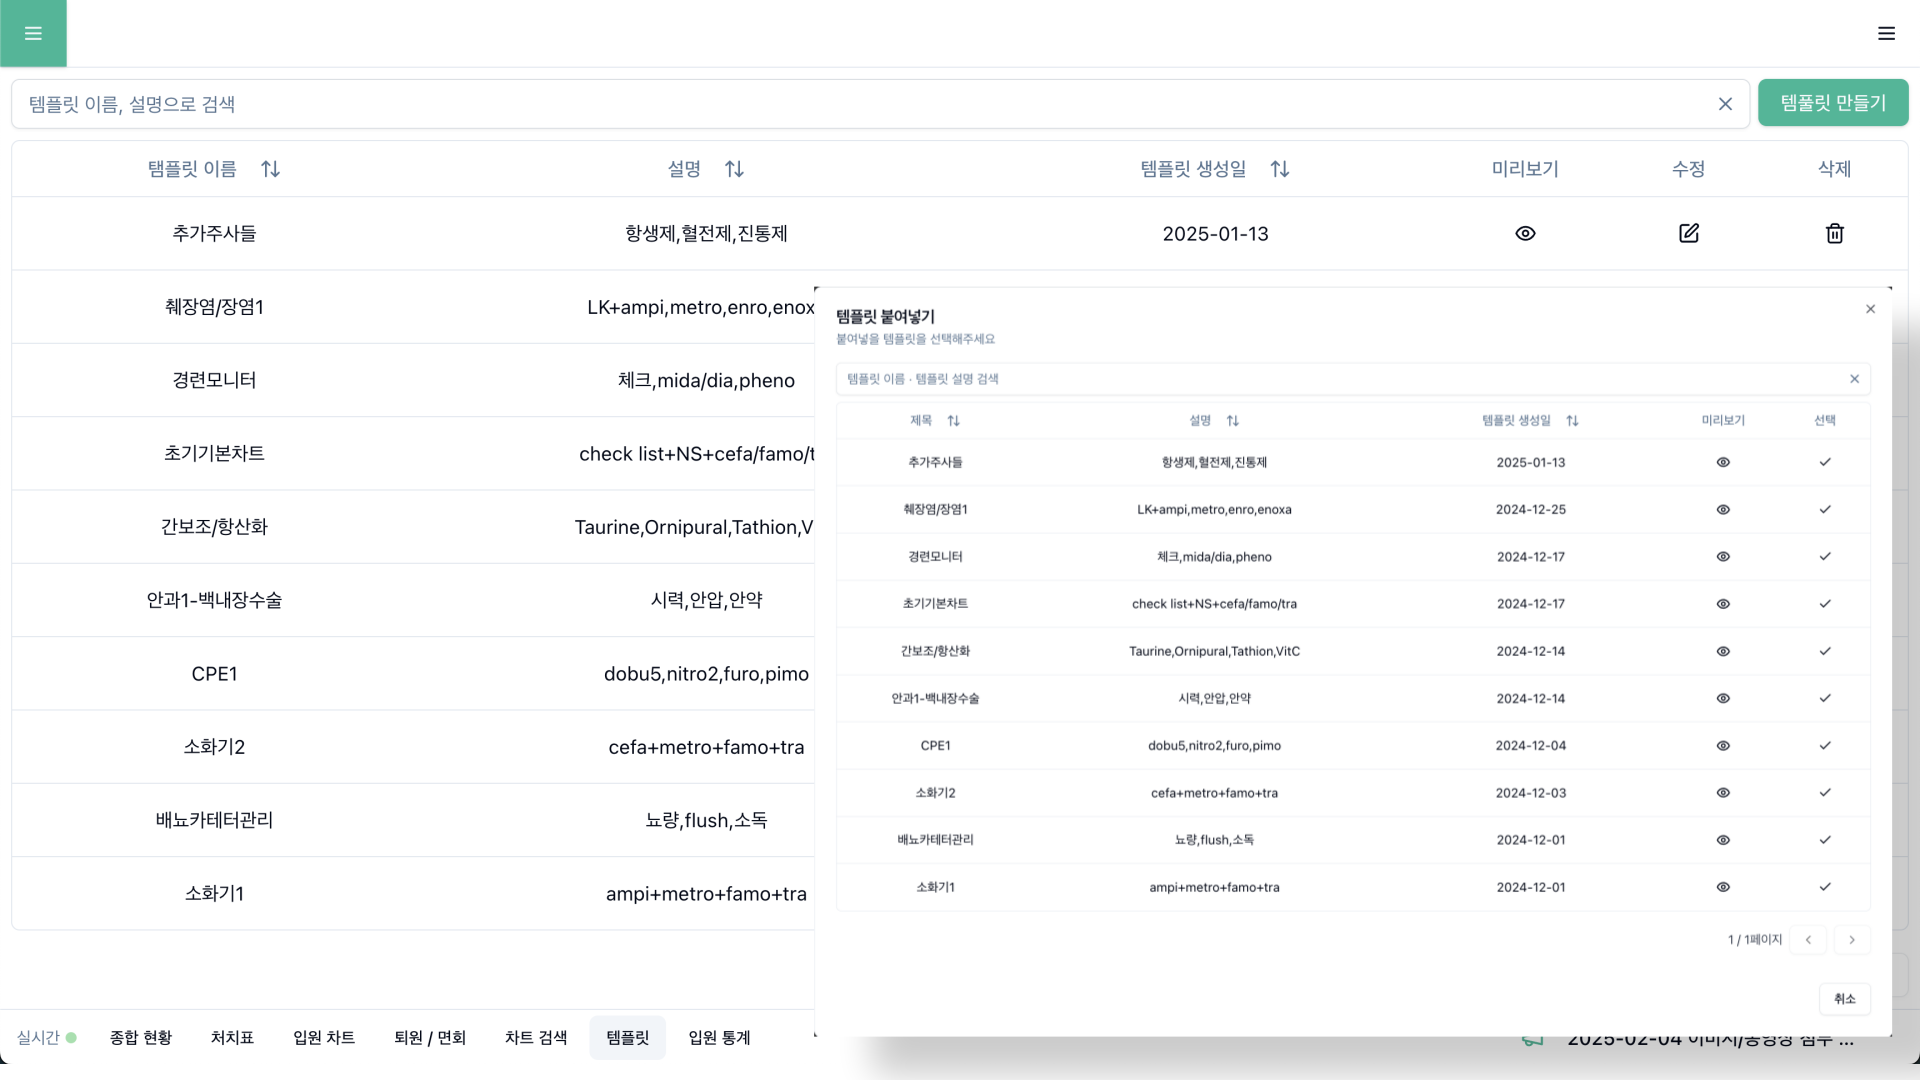 템플릿 이름, 설명으로 검색
템풀릿 만들기
탬플릿 이름 설명 템플릿 생성일 미리보기 수정 삭제
추가주사들 항생제,혈전제,진통제 2025-01-13
췌장염/장염1 LK+ampi,metro,enro,enox
경련모니터 체크,mida/dia,pheno
초기기본차트 check list+NS+cefa/famo/t
간보조/항산화 Taurine,Ornipural,Tathion,V
안과1-백내장수술 시력,안압,안약
CPE1 dobu5,nitro2,furo,pimo
소화기2 cefa+metro+famo+tra
배뇨카테터관리 뇨량,flush,소독
소화기1 ampi+metro+famo+tra
템플릿 붙여넣기
붙여넣을 템플릿을 선택해주세요
템플릿 이름 · 템플릿 설명 검색
제목 설명 템플릿 생성일 미리보기 선택
추가주사들 항생제,혈전제,진통제 2025-01-13
췌장염/장염1 LK+ampi,metro,enro,enoxa 2024-12-25
경련모니터 체크,mida/dia,pheno 2024-12-17
초기기본차트 check list+NS+cefa/famo/tra 2024-12-17
간보조/항산화 Taurine,Ornipural,Tathion,VitC 2024-12-14
안과1-백내장수술 시력,안압,안약 2024-12-14
CPE1 dobu5,nitro2,furo,pimo 2024-12-04
소화기2 cefa+metro+famo+tra 2024-12-03
배뇨카테터관리 뇨량,flush,소독 2024-12-01
소화기1 ampi+metro+famo+tra 2024-12-01
1 / 1페이지
취소
실시간 종합 현황 처치표 입원 차트 퇴원 / 면회 차트 검색 템플릿 입원 통계
2025-02-04 이미지/동영상 첨부 ...